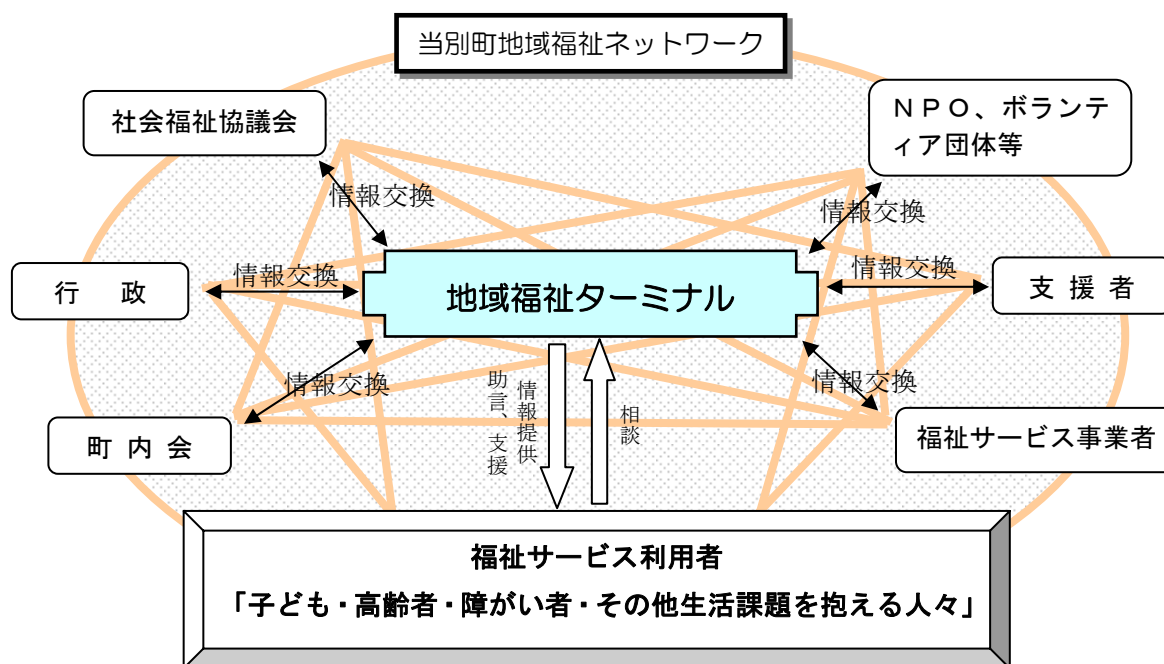 当別町地域福祉ネットワーク
社会福祉協議会
ＮＰＯ、ボランテ
ィア団体等
情報交換
情報交換
行　政
情報交換
地域福祉ターミナル
情報交換
支 援 者
情報交換
情報交換
町 内 会
福祉サービス事業者
情報提供
助言、支援
相談
福祉サービス利用者
「子ども・高齢者・障がい者・その他生活課題を抱える人々」